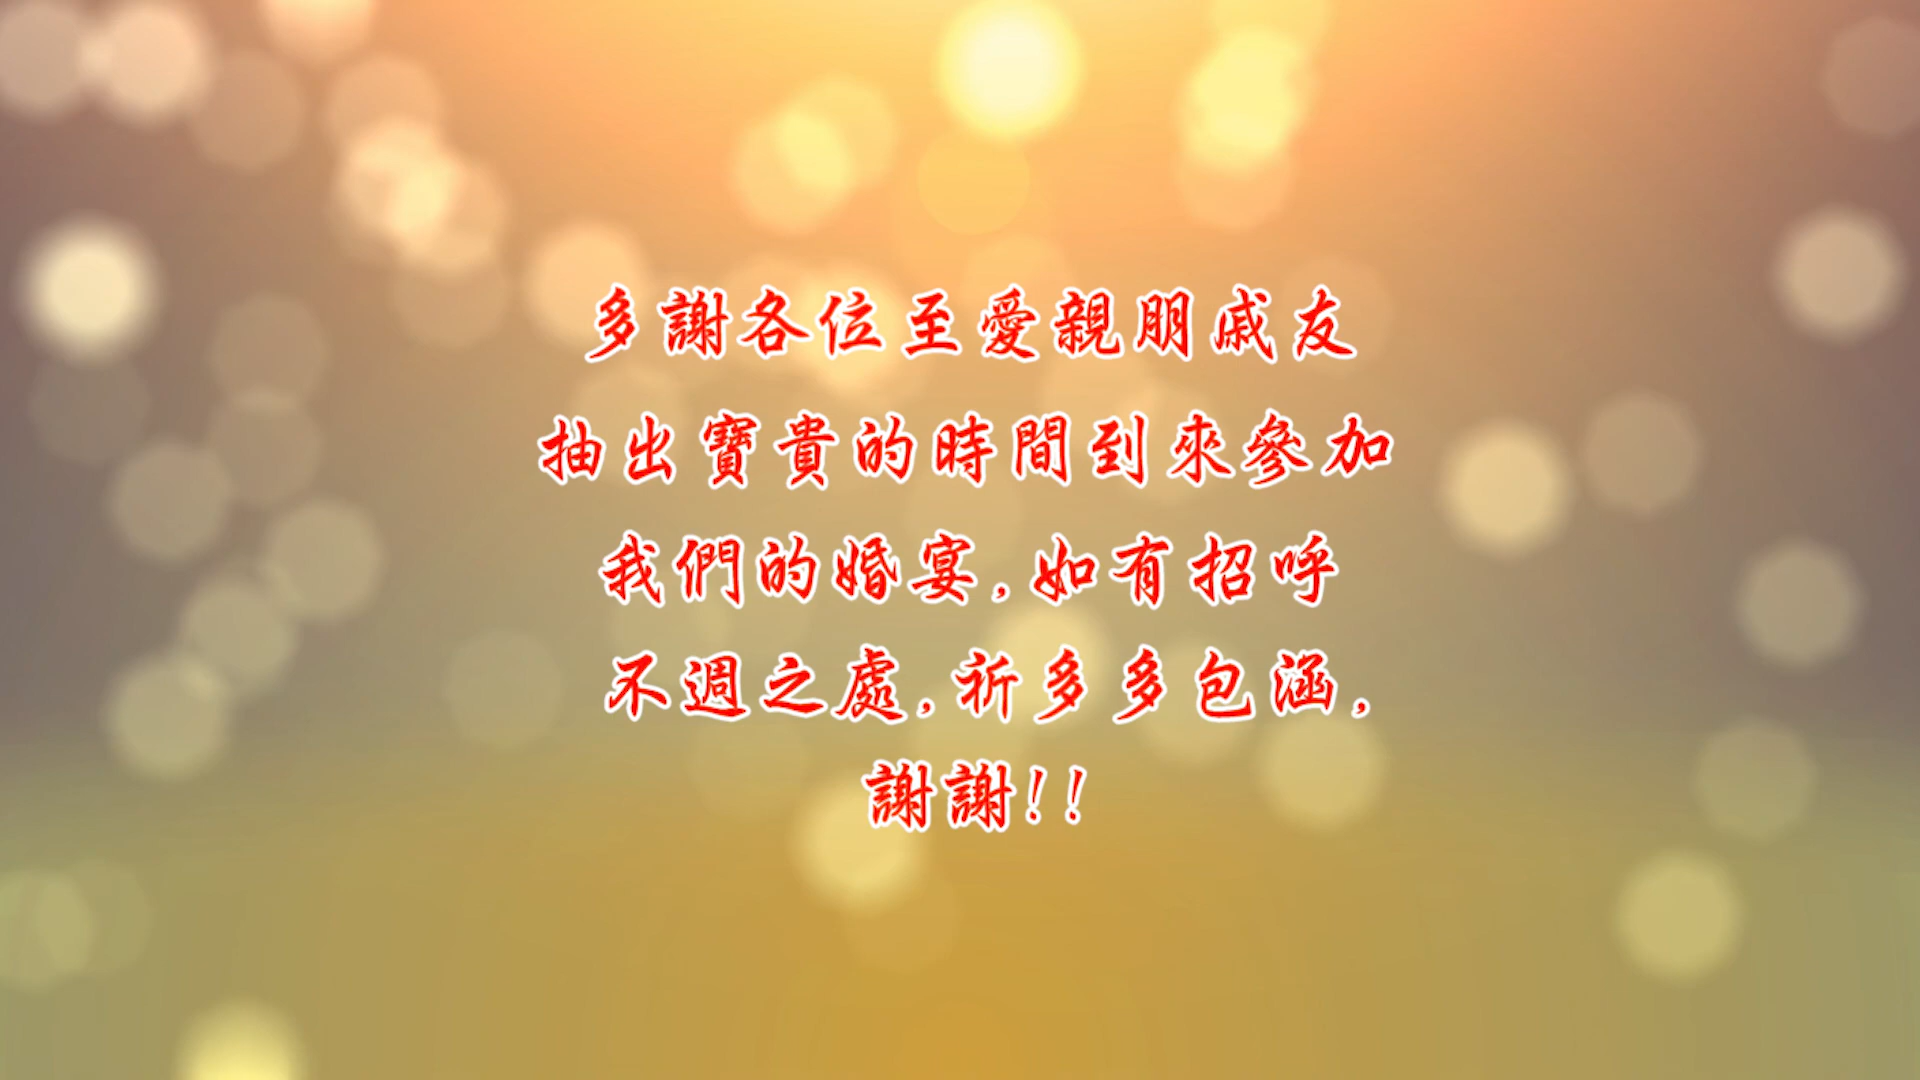 多謝各位至愛親朋戚友
抽出寶貴的時間到來參加
我們的婚宴,如有招呼
不週之處,祈多多包涵,
謝謝!!